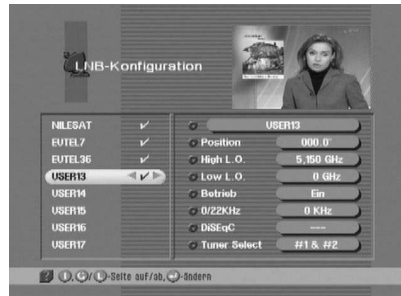 LNB-Konfiguration
NILESAT
EUTEL7
EUTEL36
USER13
USER14
USER15
USER16
USER17
USER13
Position 000.0°
High L.O. 5,150 GHz
Low L.O. 0 GHz
Betrieb Ein
0/22KHz 0 KHz
DiSEqC ----
Tuner Select #1 & #2
-Seite auf/ab, -ändern